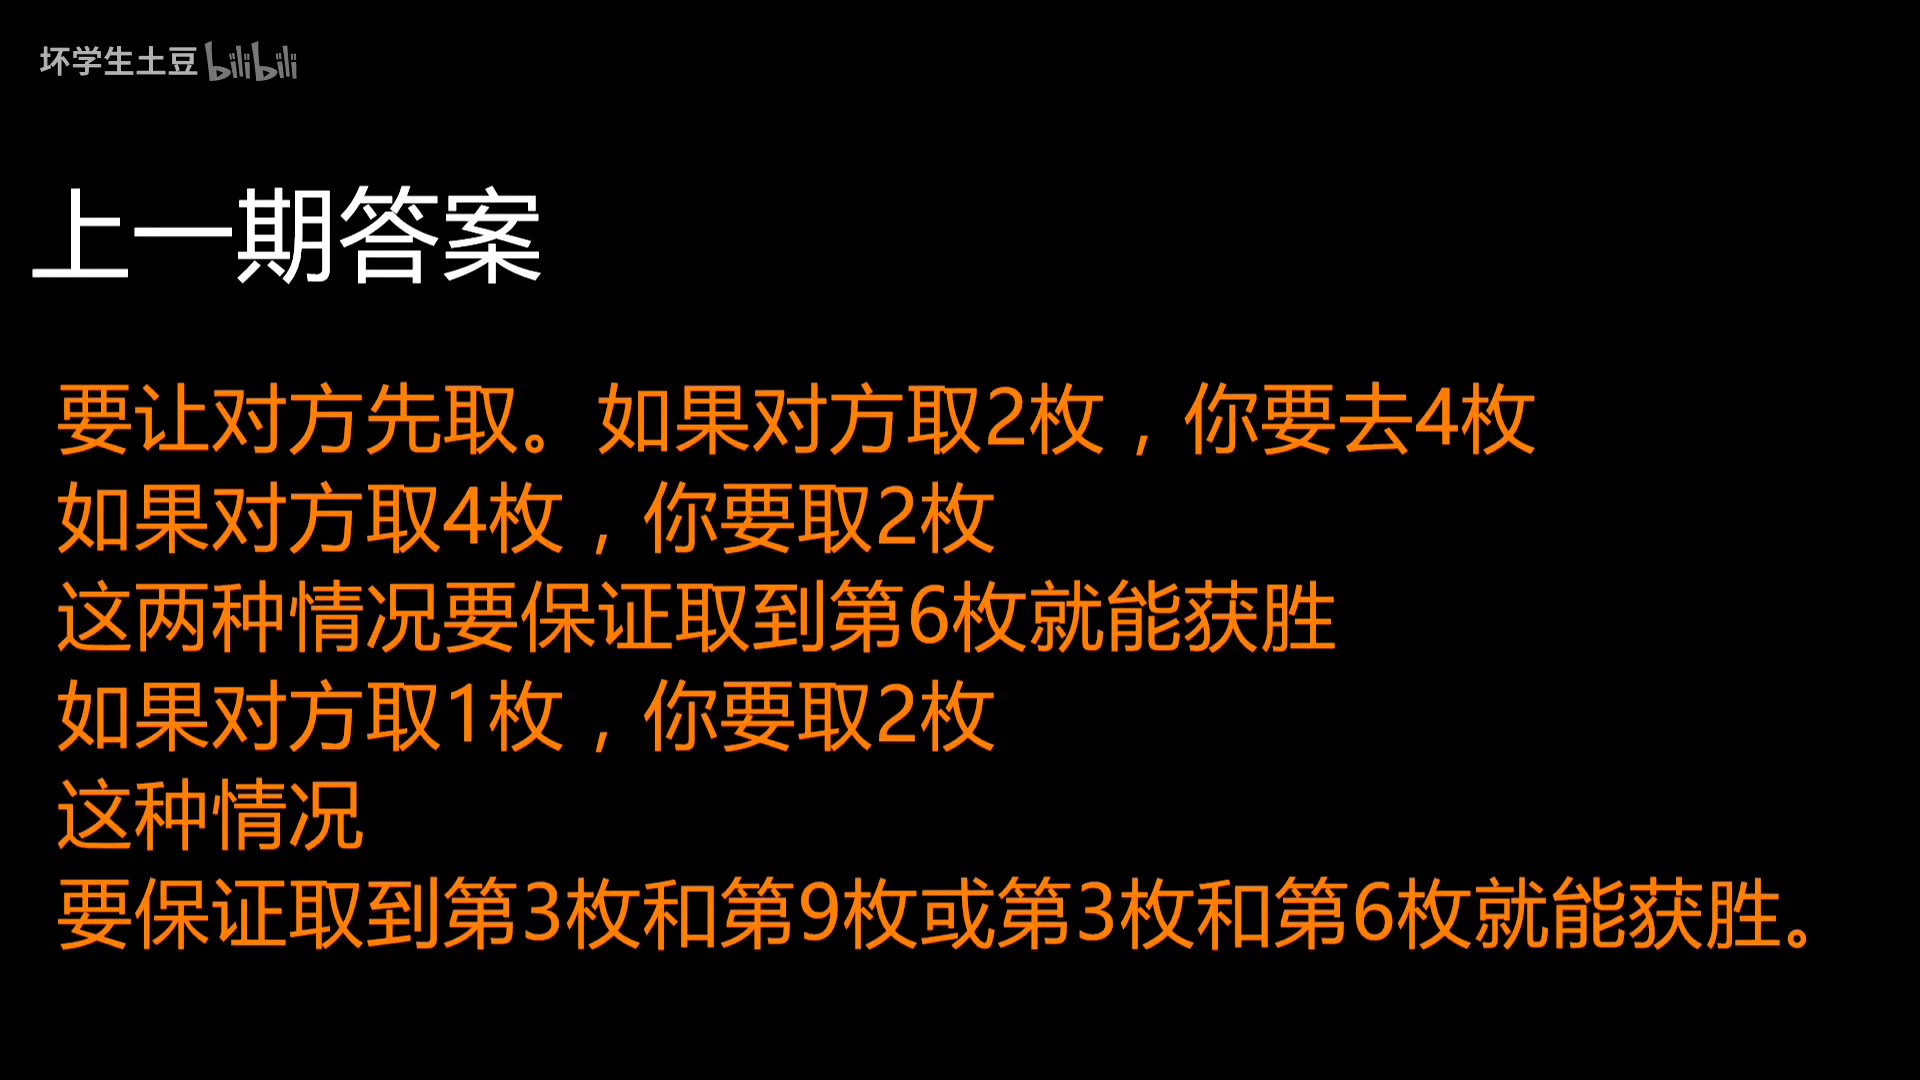 坏学生土豆 bilibili
上一期答案
要让对方先取。如果对方取2枚，你要去4枚
如果对方取4枚，你要取2枚
这两种情况要保证取到第6枚就能获胜
如果对方取1枚，你要取2枚
这种情况
要保证取到第3枚和第9枚或第3枚和第6枚就能获胜。